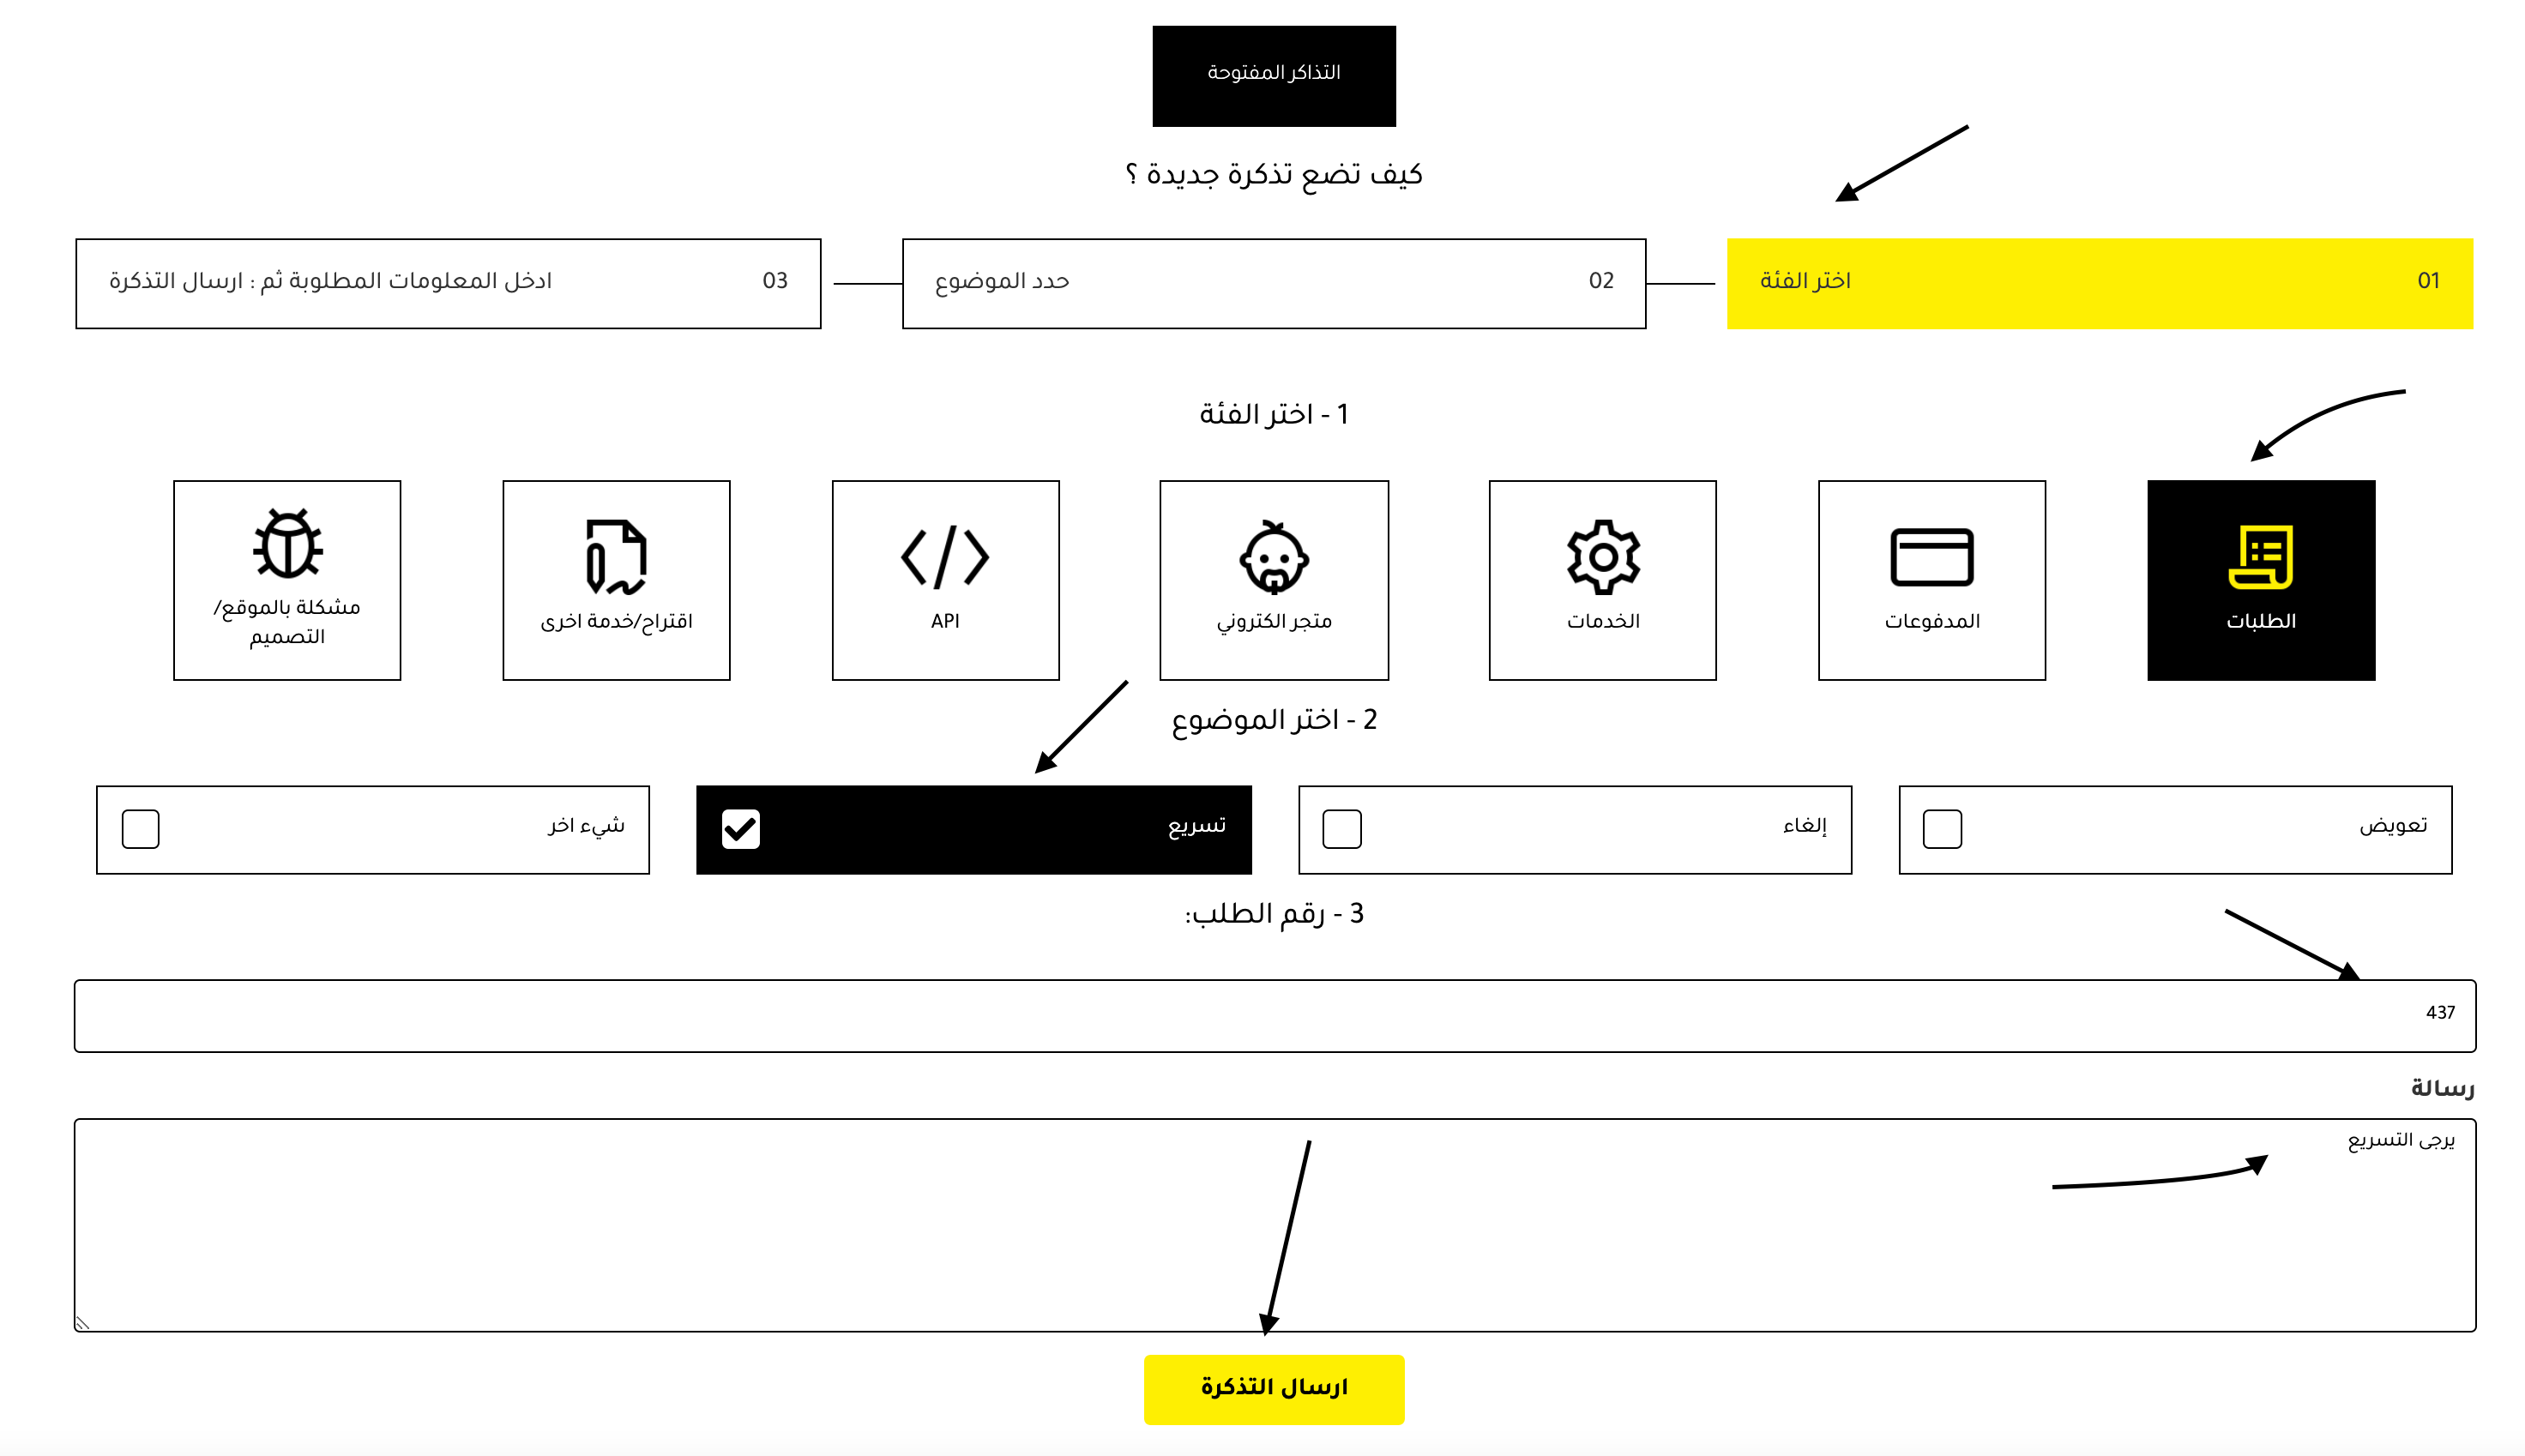 التذاكر المفتوحة
كيف تضع تذكرة جديدة ؟
01 اختر الفئة
02 حدد الموضوع
03 ادخل المعلومات المطلوبة ثم : ارسال التذكرة
1 - اختر الفئة
الطلبات
المدفوعات
الخدمات
متجر الكتروني
API
اقتراح/خدمة اخرى
مشكلة بالموقع/
التصميم
2 - اختر الموضوع
تعويض
إلغاء
تسريع
شيء اخر
3 - رقم الطلب:
437
رسالة
يرجى التسريع
ارسال التذكرة